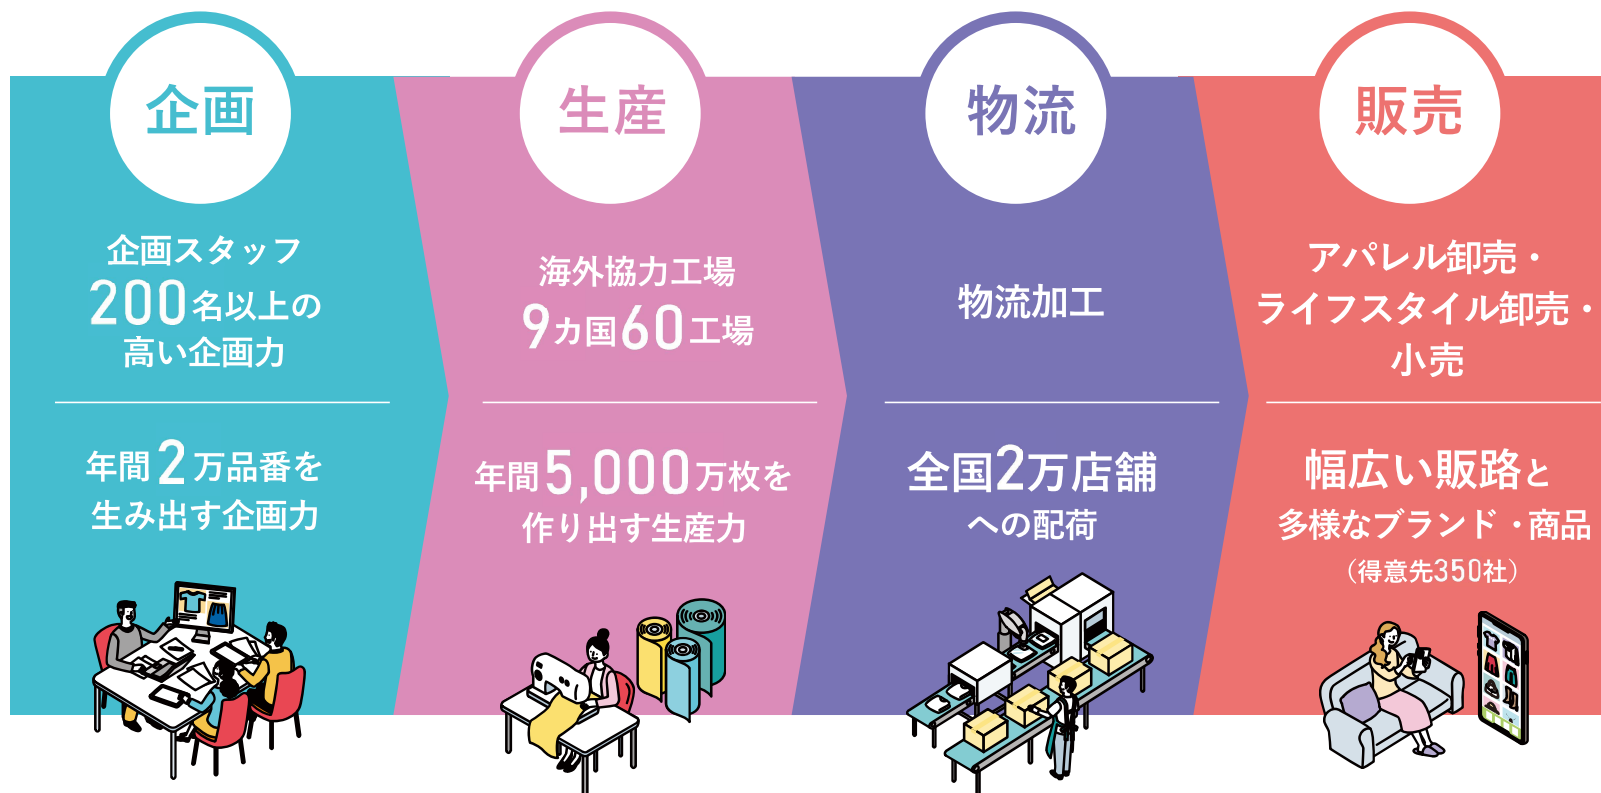 企画
企画スタッフ
200名以上の
高い企画力
年間2万品番を
生み出す企画力
生産
海外協力工場
9カ国60工場
年間5,000万枚を
作り出す生産力
物流
物流加工
全国2万店舗
への配荷
販売
アパレル卸売・
ライフスタイル卸売・
小売
幅広い販路と
多様なブランド・商品
（得意先350社）